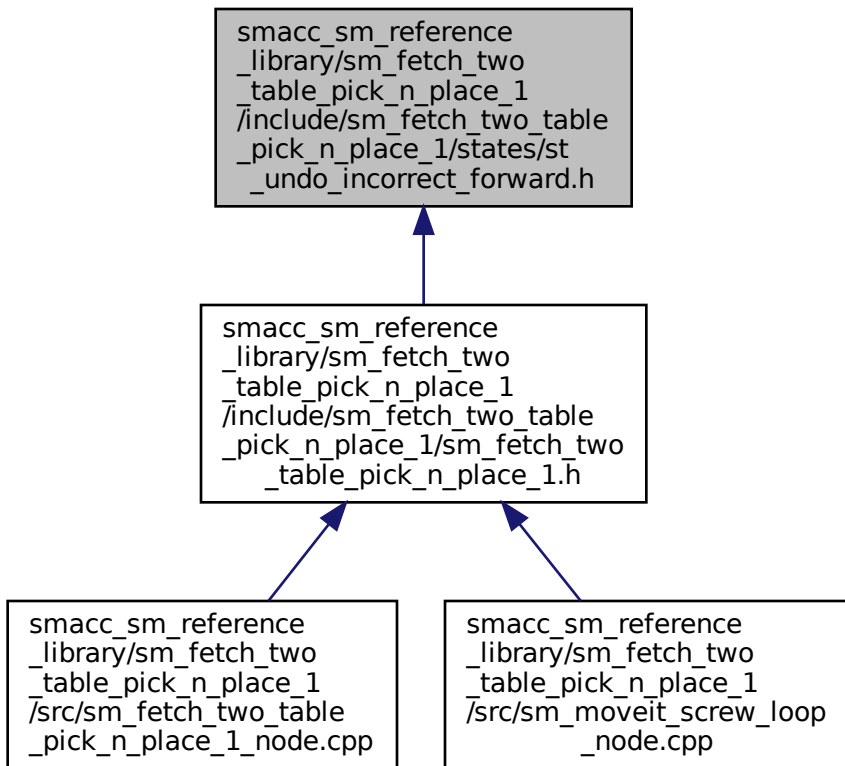 smacc_sm_reference
_library/sm_fetch_two
_table_pick_n_place_1
/include/sm_fetch_two_table
_pick_n_place_1/states/st
_undo_incorrect_forward.h
smacc_sm_reference
_library/sm_fetch_two
_table_pick_n_place_1
/include/sm_fetch_two_table
_pick_n_place_1/sm_fetch_two
_table_pick_n_place_1.h
smacc_sm_reference
_library/sm_fetch_two
_table_pick_n_place_1
/src/sm_fetch_two_table
_pick_n_place_1_node.cpp
smacc_sm_reference
_library/sm_fetch_two
_table_pick_n_place_1
/src/sm_moveit_screw_loop
_node.cpp